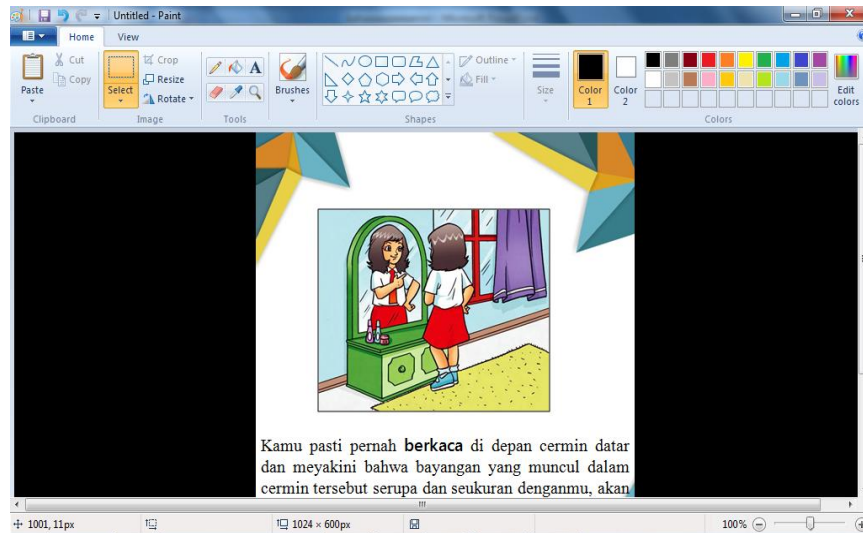 Untitled - Paint
Home View
Paste
Cut
Copy
Clipboard
Select
Crop
Resize
Rotate
Image
A
Tools
Brushes
Shapes
Outline
Fill
Size
Color 1
Color 2
Colors
Edit colors
Kamu pasti pernah berkaca di depan cermin datar
dan meyakini bahwa bayangan yang muncul dalam
cermin tersebut serupa dan seukuran denganmu, akan
1001, 11px
1024 × 600px
100%